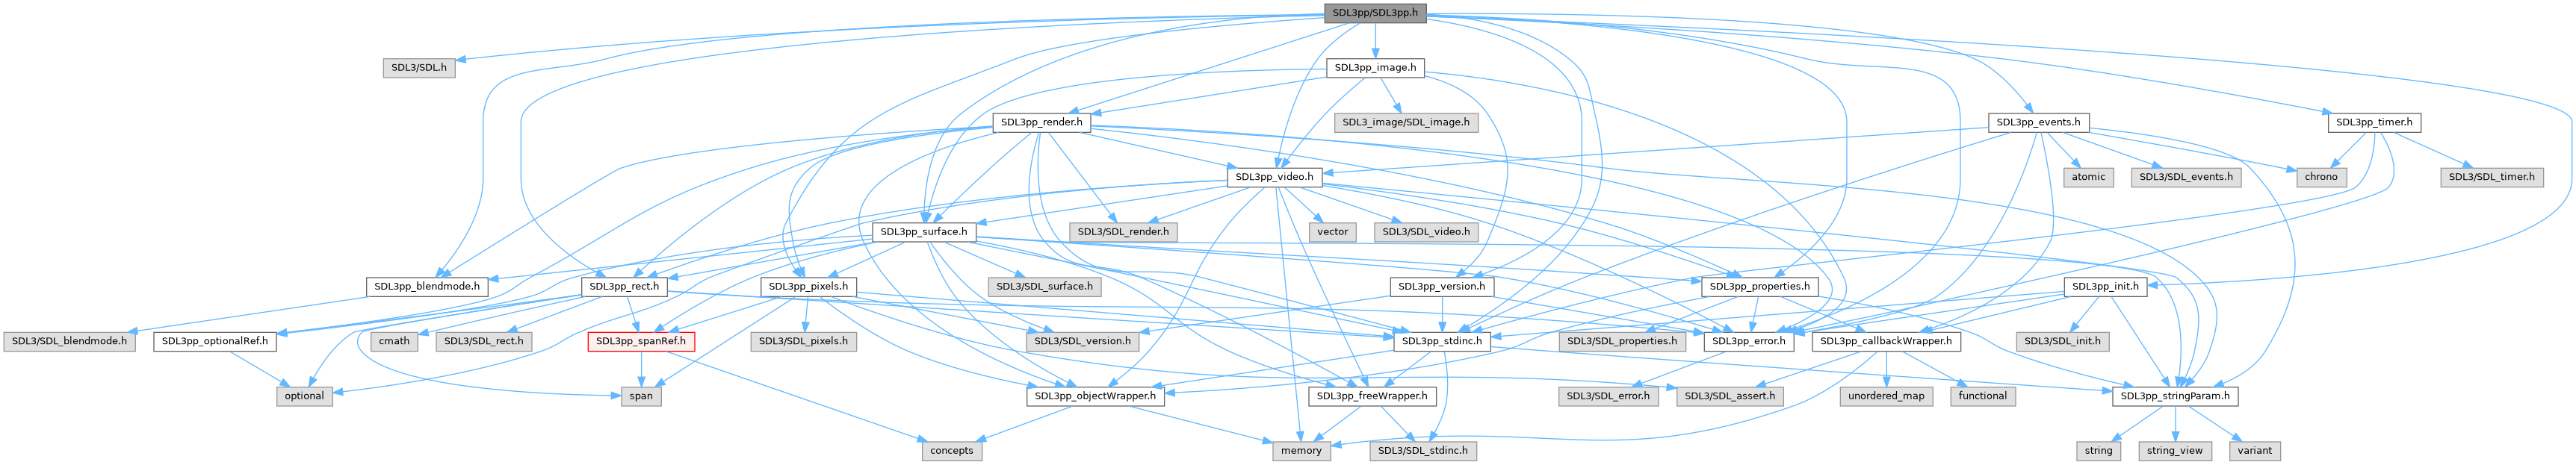 SDL3pp/SDL3pp.h
SDL3/SDL.h
SDL3pp_image.h
SDL3pp_render.h
SDL3_image/SDL_image.h
SDL3pp_events.h
SDL3pp_timer.h
SDL3pp_video.h
atomic
SDL3/SDL_events.h
chrono
SDL3/SDL_timer.h
SDL3pp_surface.h
SDL3/SDL_render.h
vector
SDL3/SDL_video.h
SDL3pp_blendmode.h
SDL3pp_rect.h
SDL3pp_pixels.h
SDL3/SDL_surface.h
SDL3pp_version.h
SDL3pp_properties.h
SDL3pp_init.h
SDL3/SDL_blendmode.h
SDL3pp_optionalRef.h
cmath
SDL3/SDL_rect.h
SDL3pp_spanRef.h
SDL3/SDL_pixels.h
SDL3/SDL_version.h
SDL3pp_stdinc.h
SDL3/SDL_properties.h
SDL3pp_error.h
SDL3pp_callbackWrapper.h
SDL3/SDL_init.h
optional
span
SDL3pp_objectWrapper.h
SDL3pp_freeWrapper.h
SDL3/SDL_error.h
SDL3/SDL_assert.h
unordered_map
functional
SDL3pp_stringParam.h
concepts
memory
SDL3/SDL_stdinc.h
string
string_view
variant